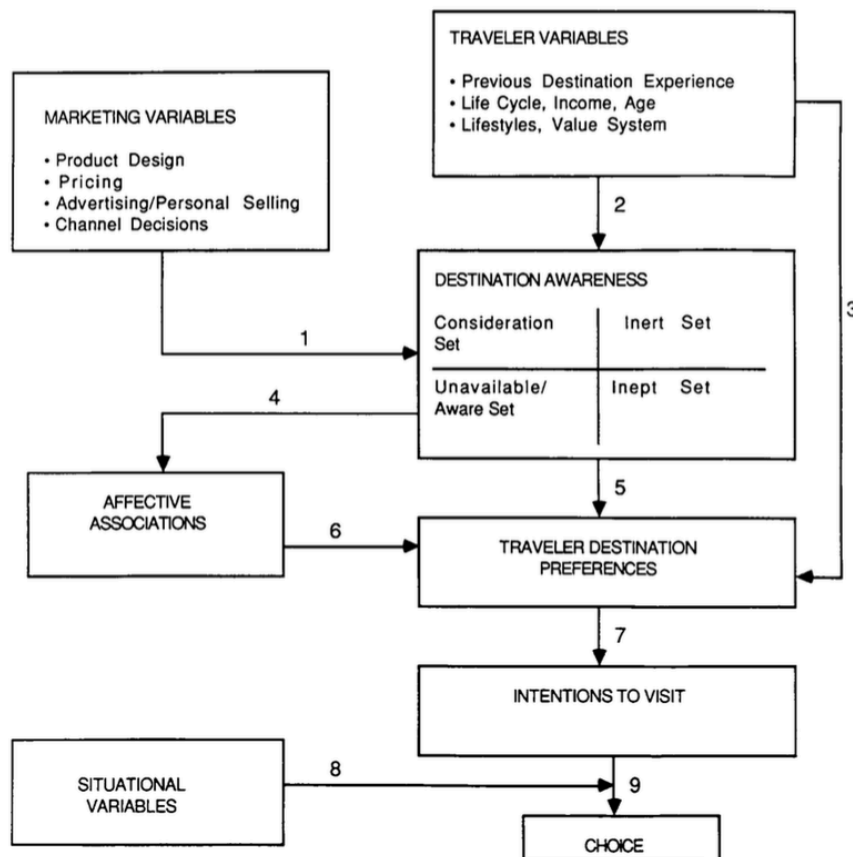 TRAVELER VARIABLES
• Previous Destination Experience
• Life Cycle, Income, Age
• Lifestyles, Value System
MARKETING VARIABLES
• Product Design
• Pricing
• Advertising/Personal Selling
• Channel Decisions
2
3
DESTINATION AWARENESS
Consideration
Set
Inert Set
Unavailable/
Aware Set
Inept Set
1
4
5
AFFECTIVE
ASSOCIATIONS
6
TRAVELER DESTINATION
PREFERENCES
7
INTENTIONS TO VISIT
SITUATIONAL
VARIABLES
8
9
CHOICE